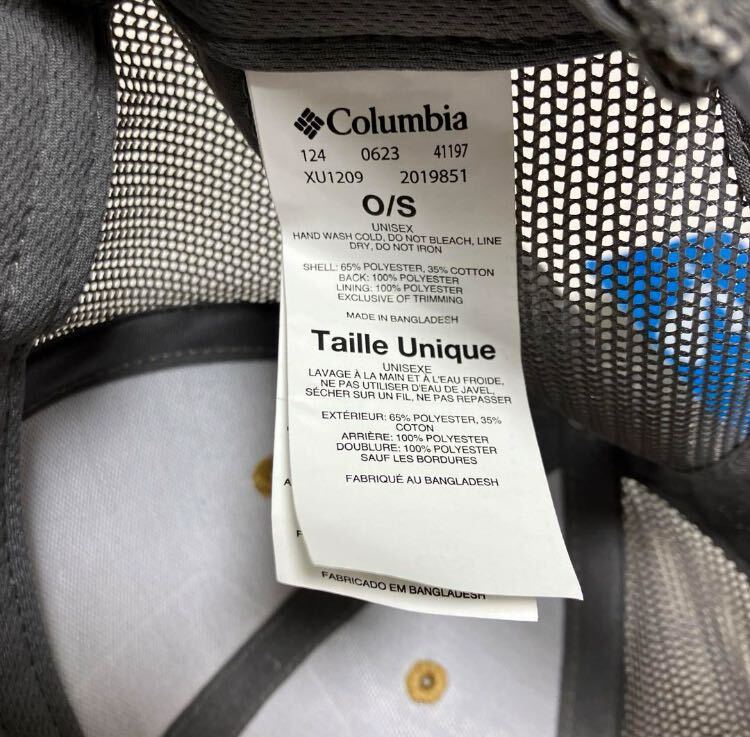 Columbia
124 0623 41197
XU1209 2019851
O/S
UNISEX
HAND WASH COLD, DO NOT BLEACH, LINE
DRY, DO NOT IRON
SHELL: 65% POLYESTER, 35% COTTON
BACK: 100% POLYESTER
LINING: 100% POLYESTER
EXCLUSIVE OF TRIMMING
MADE IN BANGLADESH
Taille Unique
UNISEXE
LAVAGE À LA MAIN ET À L'EAU FROIDE,
NE PAS UTILISER D'EAU DE JAVEL,
SÉCHER SUR UN FIL, NE PAS REPASSER
EXTÉRIEUR: 65% POLYESTER, 35%
COTON
ARRIÈRE: 100% POLYESTER
DOUBLURE: 100% POLYESTER
SAUF LES BORDURES
FABRIQUÉ AU BANGLADESH
FABRICADO EM BANGLADESH